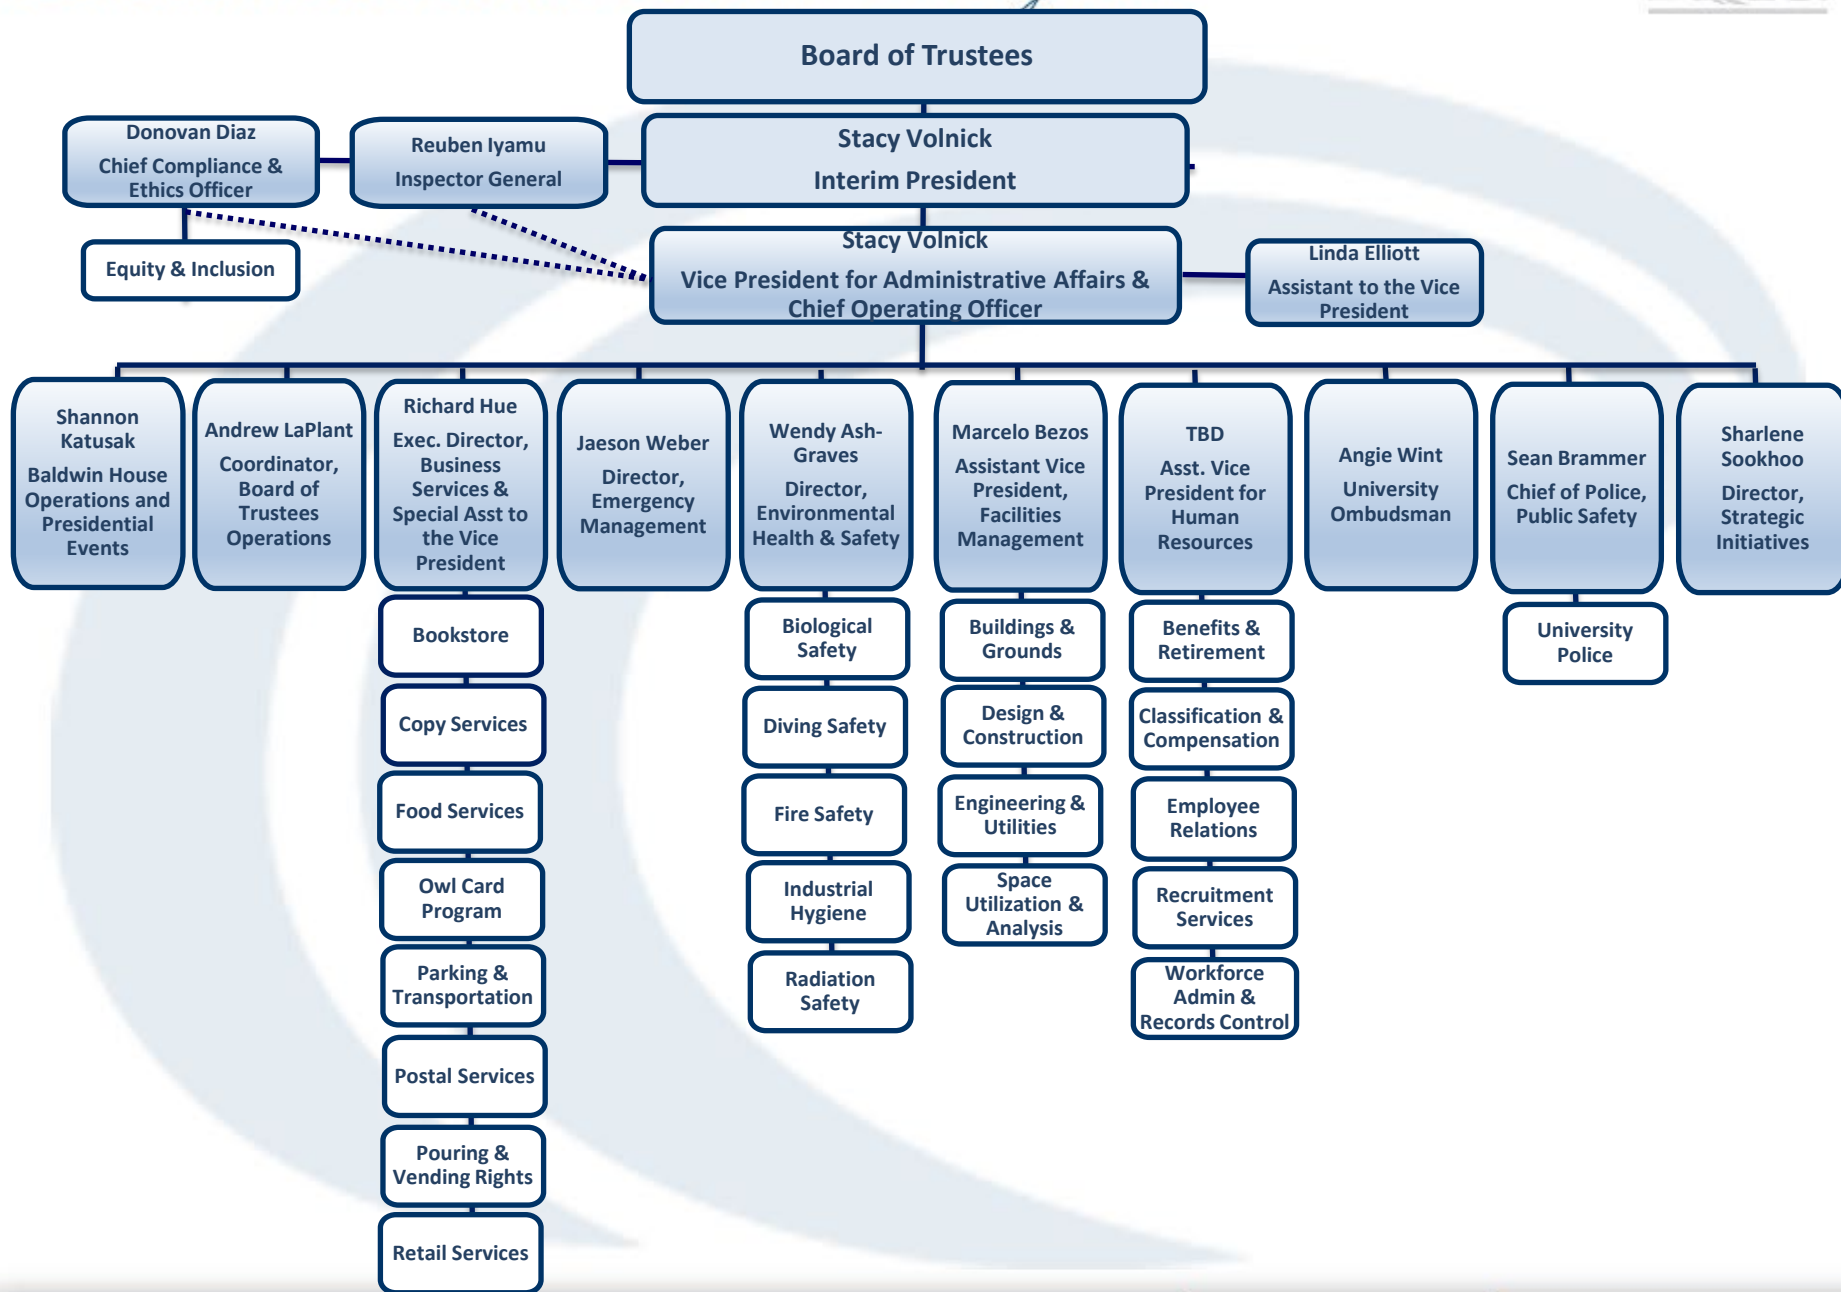 Board of Trustees
Donovan Diaz
Chief Compliance &
Ethics Officer
Reuben Iyamu
Inspector General
Stacy Volnick
Interim President
Equity & Inclusion
Stacy Volnick
Vice President for Administrative Affairs &
Chief Operating Officer
Linda Elliott
Assistant to the Vice
President
Shannon
Katusak
Baldwin House
Operations and
Presidential
Events
Andrew LaPlant
Coordinator,
Board of
Trustees
Operations
Richard Hue
Exec. Director,
Business
Services &
Special Asst to
the Vice
President
Jaeson Weber
Director,
Emergency
Management
Wendy Ash-
Graves
Director,
Environmental
Health & Safety
Marcelo Bezos
Assistant Vice
President,
Facilities
Management
TBD
Asst. Vice
President for
Human
Resources
Angie Wint
University
Ombudsman
Sean Brammer
Chief of Police,
Public Safety
Sharlene
Sookhoo
Director,
Strategic
Initiatives
Bookstore
Copy Services
Food Services
Owl Card
Program
Parking &
Transportation
Postal Services
Pouring &
Vending Rights
Retail Services
Biological
Safety
Diving Safety
Fire Safety
Industrial
Hygiene
Radiation
Safety
Buildings &
Grounds
Design &
Construction
Engineering &
Utilities
Space
Utilization &
Analysis
Benefits &
Retirement
Classification &
Compensation
Employee
Relations
Recruitment
Services
Workforce
Admin &
Records Control
University
Police